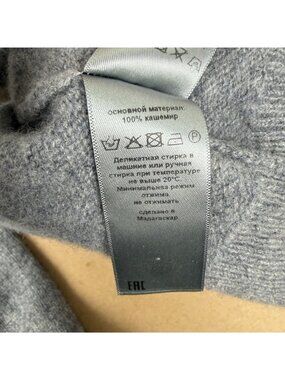 основной материал:
100% кашемир
Деликатная стирка в
машине или ручная
стирка при температуре
не выше 20°C.
Минимальна режим
отжима
не отжимать
сделано в
Мадагаскар
EAC